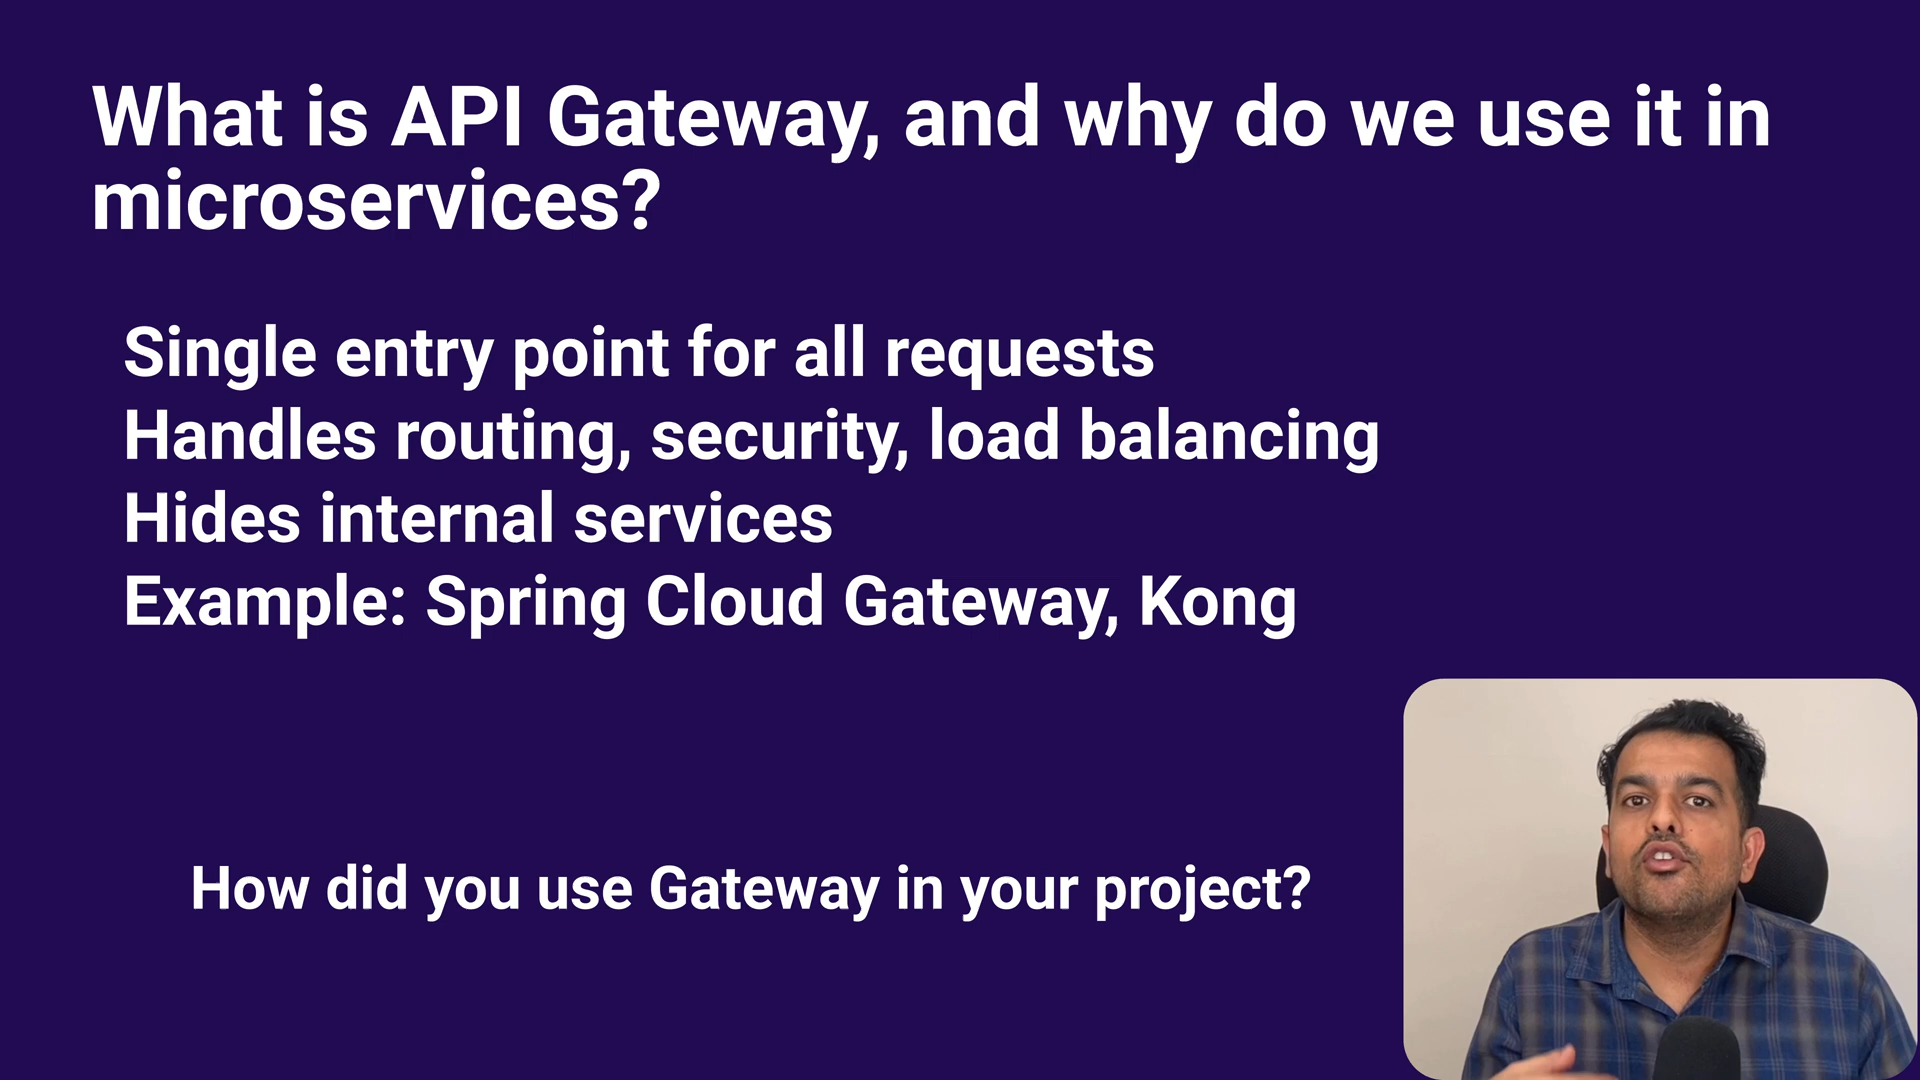 What is API Gateway, and why do we use it in
microservices?
Single entry point for all requests
Handles routing, security, load balancing
Hides internal services
Example: Spring Cloud Gateway, Kong
How did you use Gateway in your project?